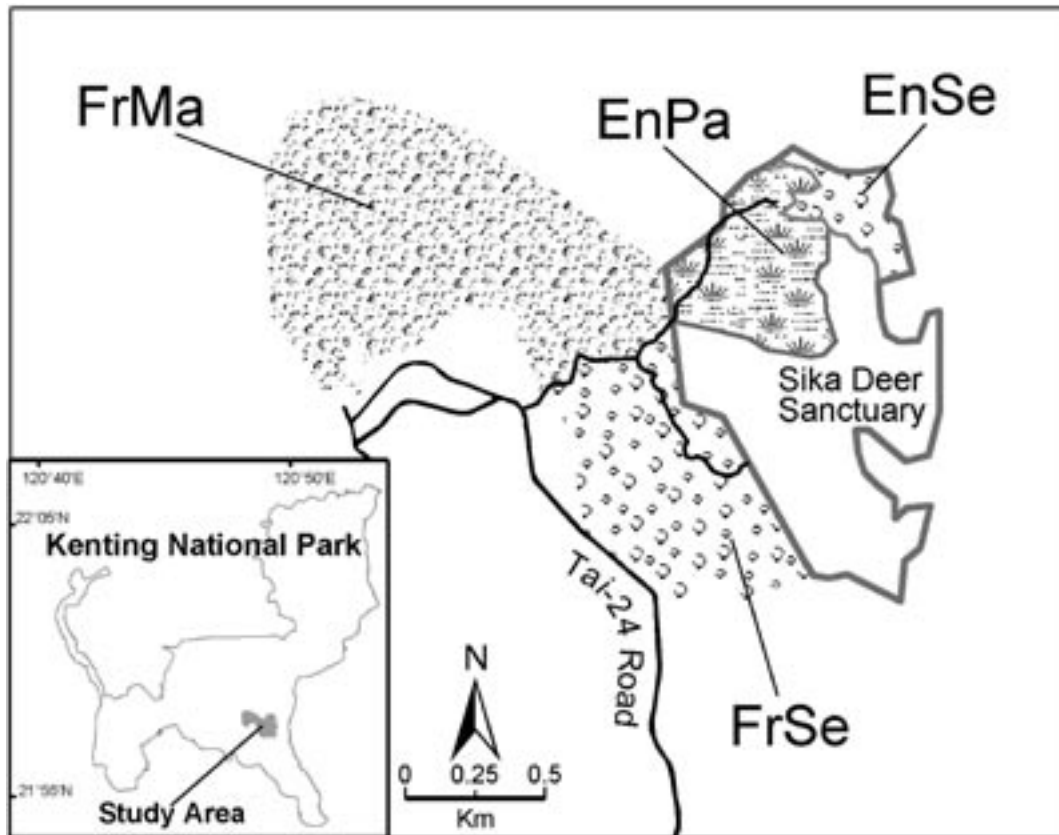 FrMa
EnPa
EnSe
Sika Deer
Sanctuary
FrSe
Tai-24 Road
N
0 0.25 0.5
Km
120°40'E
120°50'E
22°05'N
Kenting National Park
21°55'N
Study Area